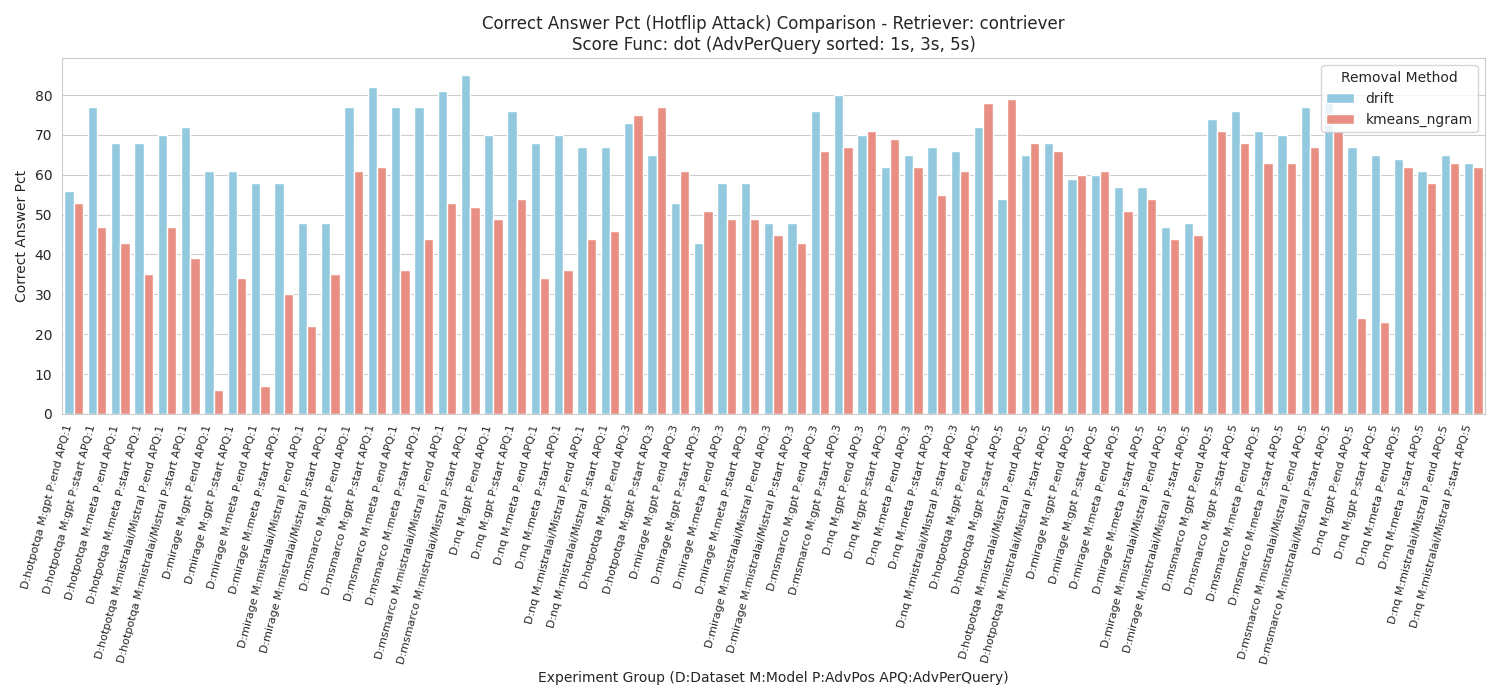 Correct Answer Pct (Hotflip Attack) Comparison - Retriever: contriever
Score Func: dot (AdvPerQuery sorted: 1s, 3s, 5s)
Removal Method
drift
kmeans_ngram
Correct Answer Pct
80
70
60
50
40
30
20
10
0
D:hotpotqa M:gpt P:end APQ:1
D:hotpotqa M:gpt P:start APQ:1
D:hotpotqa M:meta P:end APQ:1
D:hotpotqa M:meta P:start APQ:1
D:hotpotqa M:mistralai/Mistral P:end APQ:1
D:hotpotqa M:mistralai/Mistral P:start APQ:1
D:mirage M:gpt P:end APQ:1
D:mirage M:gpt P:start APQ:1
D:mirage M:meta P:end APQ:1
D:mirage M:meta P:start APQ:1
D:mirage M:mistralai/Mistral P:end APQ:1
D:mirage M:mistralai/Mistral P:start APQ:1
D:msmarco M:gpt P:end APQ:1
D:msmarco M:gpt P:start APQ:1
D:msmarco M:meta P:end APQ:1
D:msmarco M:meta P:start APQ:1
D:msmarco M:mistralai/Mistral P:end APQ:1
D:msmarco M:mistralai/Mistral P:start APQ:1
D:nq M:gpt P:end APQ:1
D:nq M:gpt P:start APQ:1
D:nq M:meta P:end APQ:1
D:nq M:meta P:start APQ:1
D:nq M:mistralai/Mistral P:end APQ:1
D:nq M:mistralai/Mistral P:start APQ:1
D:hotpotqa M:gpt P:end APQ:3
D:hotpotqa M:gpt P:start APQ:3
D:mirage M:gpt P:end APQ:3
D:mirage M:gpt P:start APQ:3
D:mirage M:meta P:end APQ:3
D:mirage M:meta P:start APQ:3
D:mirage M:mistralai/Mistral P:end APQ:3
D:mirage M:mistralai/Mistral P:start APQ:3
D:msmarco M:gpt P:end APQ:3
D:msmarco M:gpt P:start APQ:3
D:nq M:gpt P:end APQ:3
D:nq M:gpt P:start APQ:3
D:nq M:meta P:end APQ:3
D:nq M:meta P:start APQ:3
D:nq M:mistralai/Mistral P:start APQ:3
D:hotpotqa M:gpt P:end APQ:5
D:hotpotqa M:gpt P:start APQ:5
D:hotpotqa M:mistralai/Mistral P:end APQ:5
D:hotpotqa M:mistralai/Mistral P:start APQ:5
D:mirage M:gpt P:end APQ:5
D:mirage M:gpt P:start APQ:5
D:mirage M:meta P:end APQ:5
D:mirage M:meta P:start APQ:5
D:mirage M:mistralai/Mistral P:end APQ:5
D:mirage M:mistralai/Mistral P:start APQ:5
D:msmarco M:gpt P:end APQ:5
D:msmarco M:gpt P:start APQ:5
D:msmarco M:meta P:end APQ:5
D:msmarco M:meta P:start APQ:5
D:msmarco M:mistralai/Mistral P:end APQ:5
D:msmarco M:mistralai/Mistral P:start APQ:5
D:nq M:gpt P:end APQ:5
D:nq M:gpt P:start APQ:5
D:nq M:meta P:end APQ:5
D:nq M:meta P:start APQ:5
D:nq M:mistralai/Mistral P:end APQ:5
D:nq M:mistralai/Mistral P:start APQ:5
Experiment Group (D:Dataset M:Model P:AdvPos APQ:AdvPerQuery)